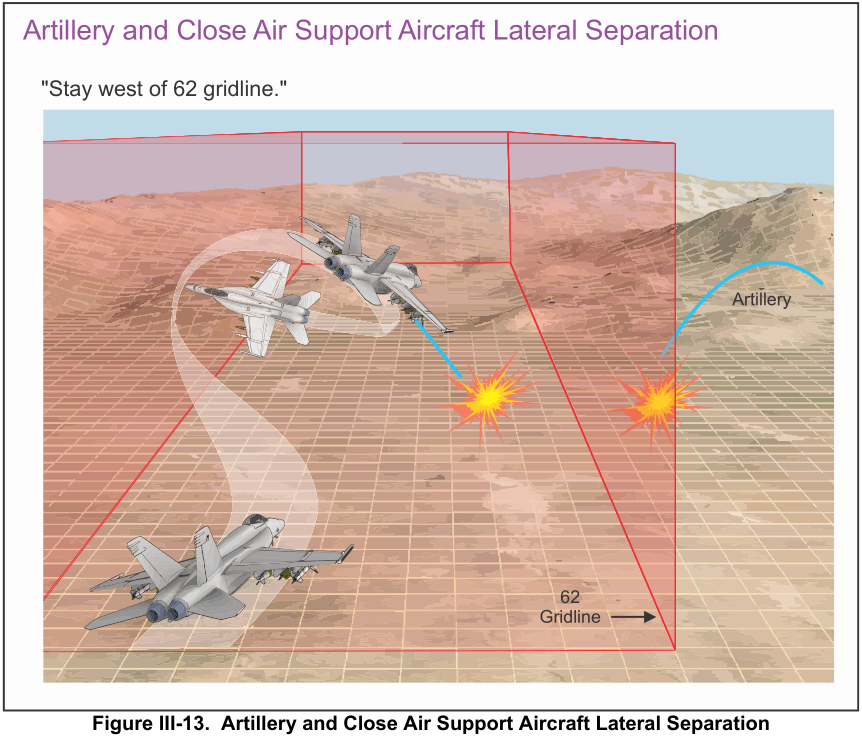 Artillery and Close Air Support Aircraft Lateral Separation
"Stay west of 62 gridline."
Artillery
62
Gridline
Figure III-13. Artillery and Close Air Support Aircraft Lateral Separation